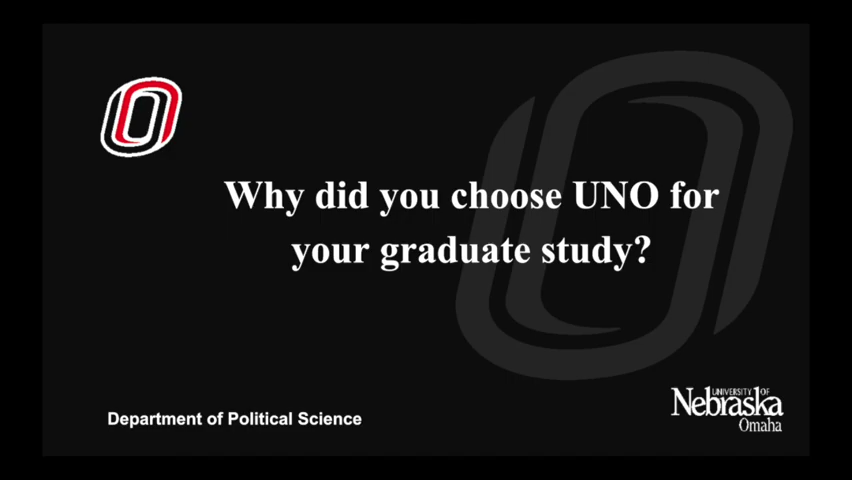 Why did you choose UNO for
your graduate study?
Department of Political Science
UNIVERSITY OF
Nebraska
Omaha